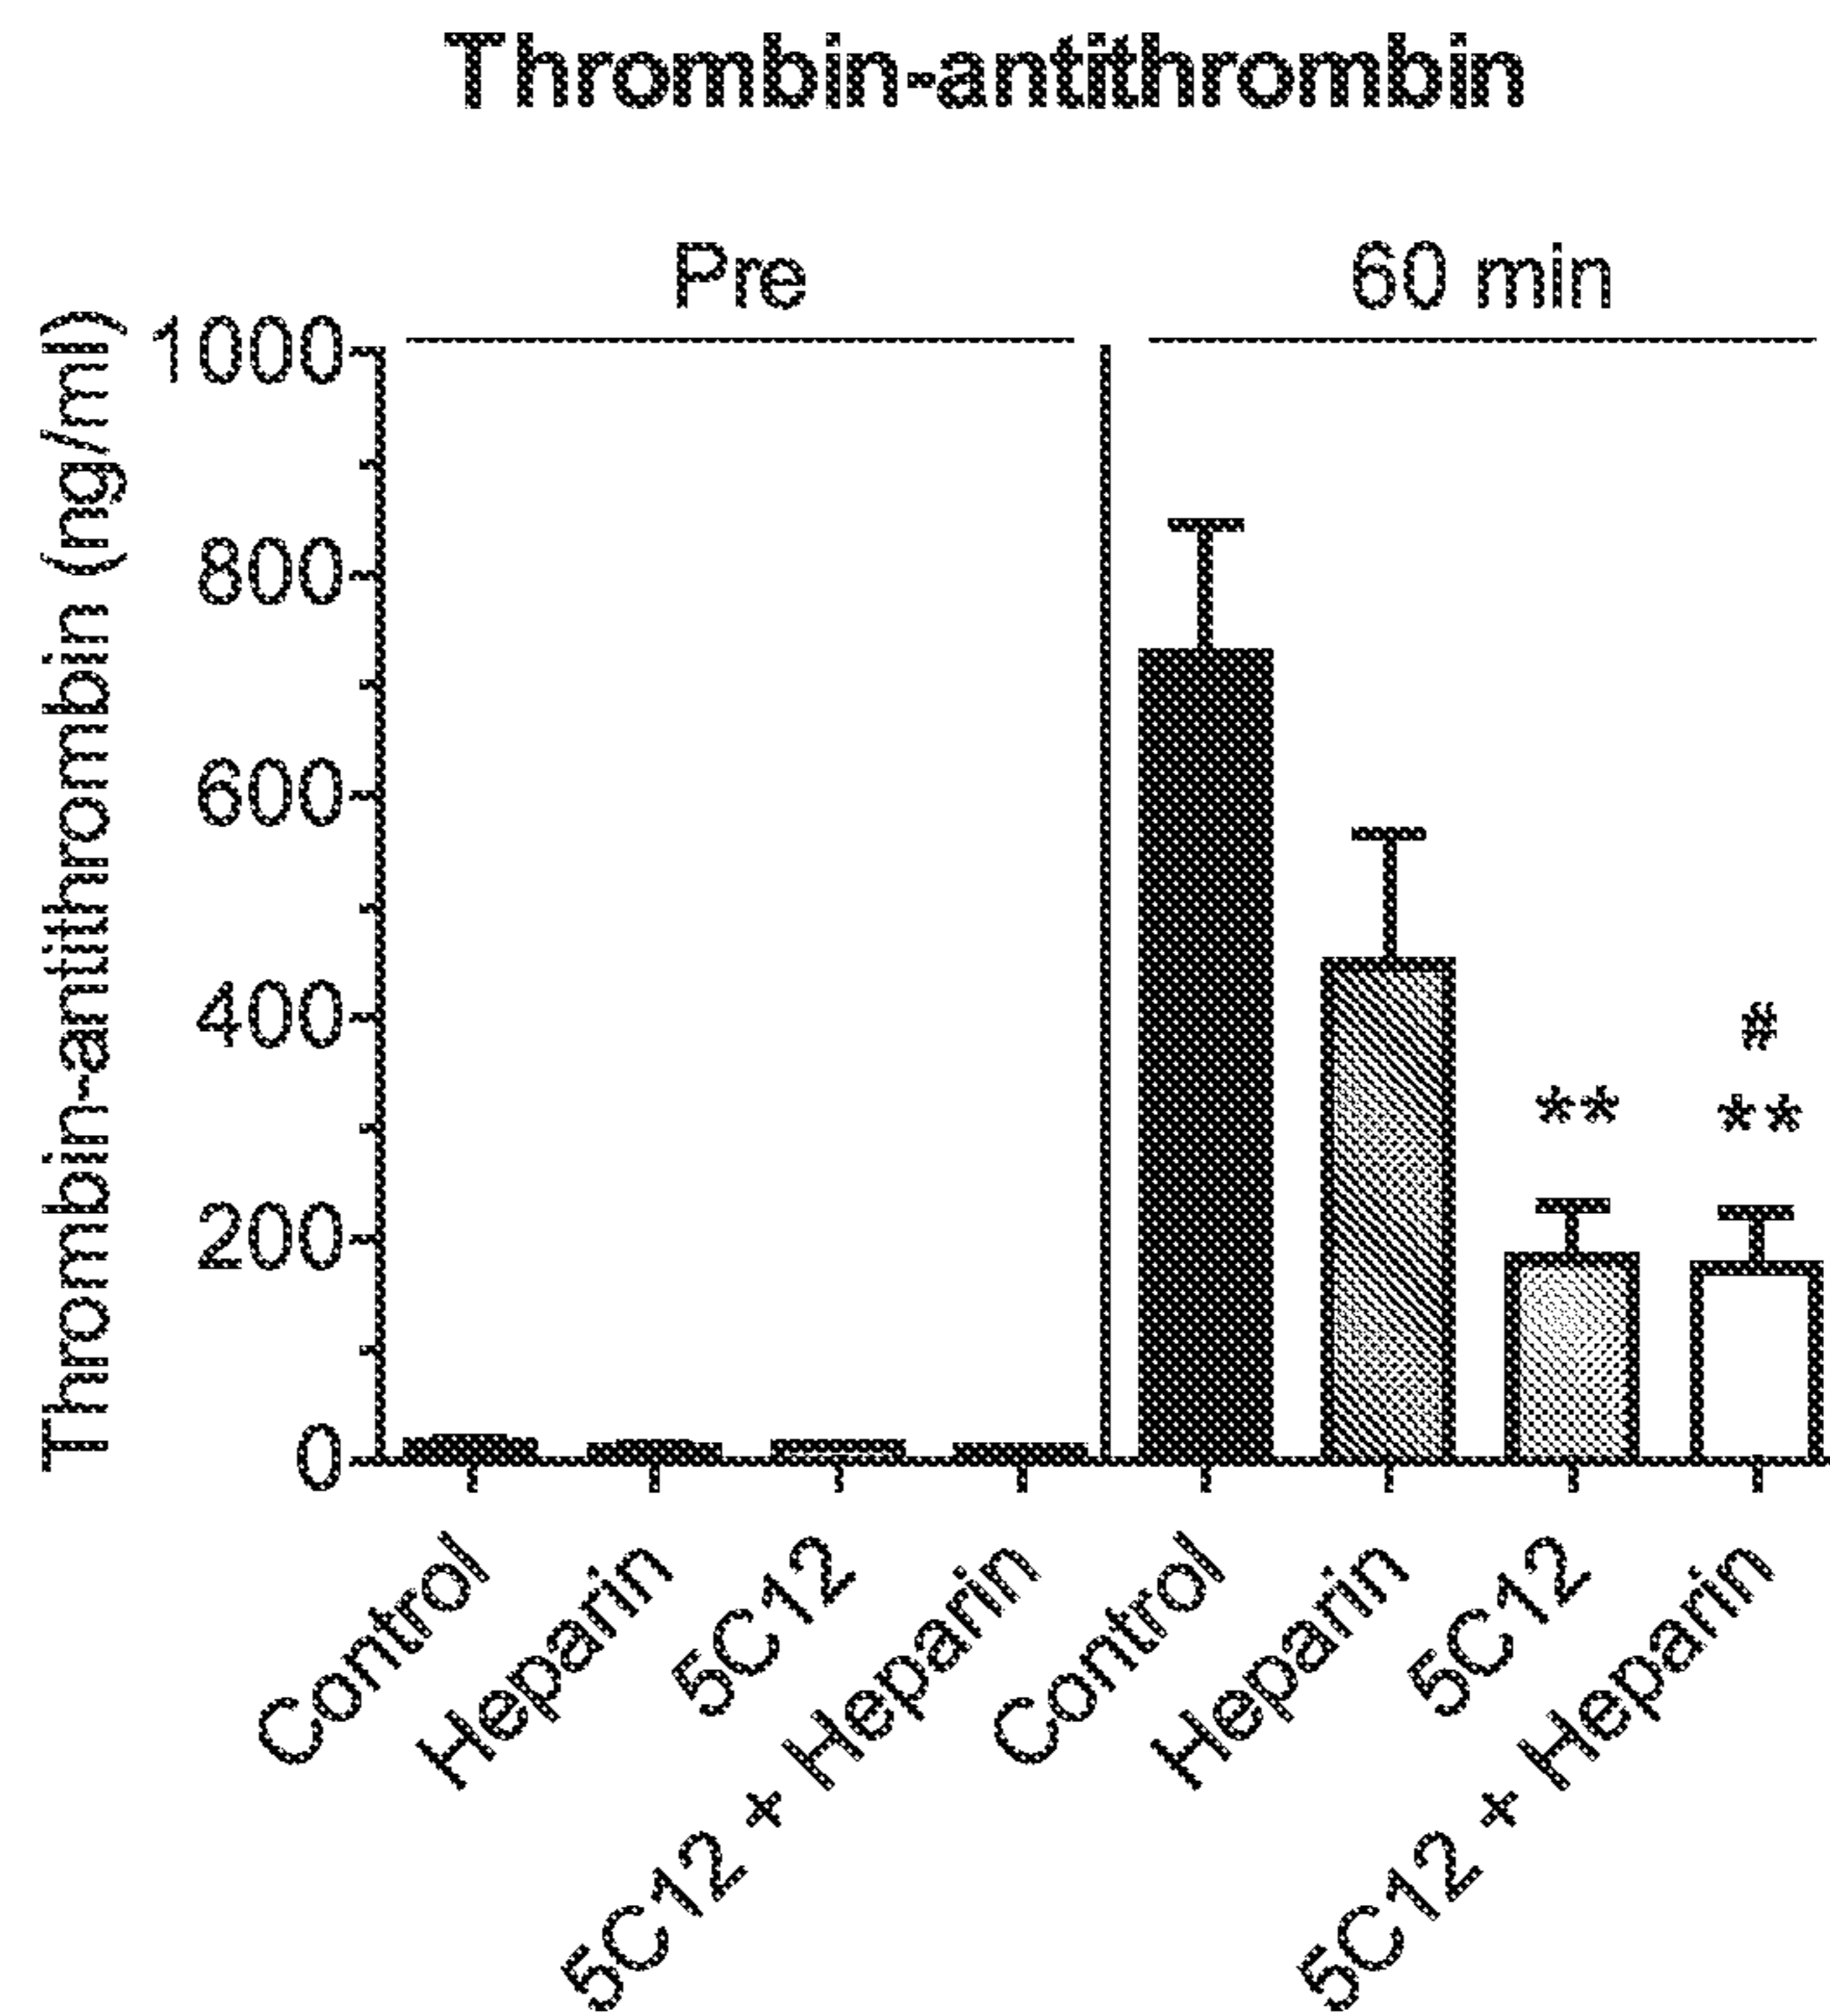 Thrombin-antithrombin
Pre
60 min
Thrombin-antithrombin (ng/ml)
1000
800
600
400
200
0
#
**
**
Control
Heparin
5C12
5C12 + Heparin
Control
Heparin
5C12
5C12 + Heparin